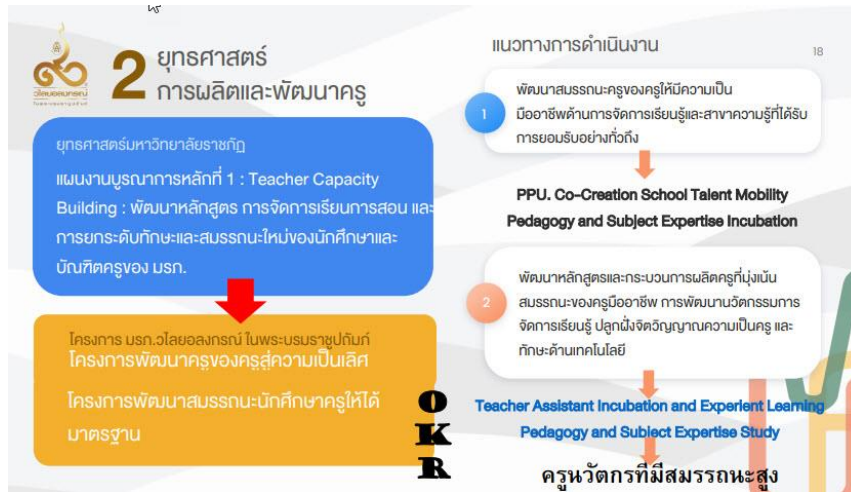 วไลยอลงกรณ์
2
ยุทธศาสตร์
การผลิตและพัฒนาครู
ยุทธศาสตร์มหาวิทยาลัยราชภัฏ
แผนงานบูรณาการหลักที่ 1 : Teacher Capacity
Building : พัฒนาหลักสูตร การจัดการเรียนการสอน และ
การยกระดับทักษะและสมรรถนะใหม่ของนักศึกษาและ
บัณฑิตครูของ มรภ.
โครงการ มรภ.วไลยอลงกรณ์ ในพระบรมราชูปถัมภ์
โครงการพัฒนาครูของครูสู่ความเป็นเลิศ
โครงการพัฒนาสมรรถนะนักศึกษาครูให้ได้
มาตรฐาน
O
K
R
แนวทางการดำเนินงาน
18
1
พัฒนาสมรรถนะครูของครูให้มีความเป็น
มืออาชีพด้านการจัดการเรียนรู้และสาขาความรู้ที่ได้รับ
การยอมรับอย่างทั่วถึง
PPU. Co-Creation School Talent Mobility
Pedagogy and Subject Expertise Incubation
2
พัฒนาหลักสูตรและกระบวนการผลิตครูที่มุ่งเน้น
สมรรถนะของครูมืออาชีพ การพัฒนานวัตกรรมการ
จัดการเรียนรู้ ปลูกฝังจิตวิญญาณความเป็นครู และ
ทักษะด้านเทคโนโลยี
Teacher Assistant Incubation and Experient Learning
Pedagogy and Subject Expertise Study
ครูนวัตกรที่มีสมรรถนะสูง